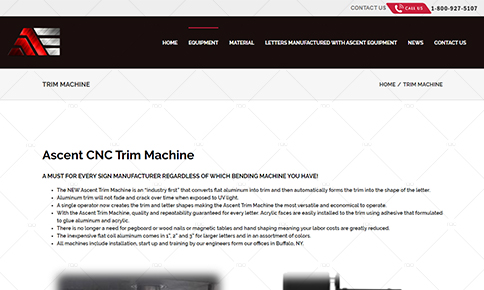 CONTACT US CALL US 1-800-927-5107
HOME EQUIPMENT MATERIAL LETTERS MANUFACTURED WITH ASCENT EQUIPMENT NEWS CONTACT US
TRIM MACHINE HOME / TRIM MACHINE
Ascent CNC Trim Machine
A MUST FOR EVERY SIGN MANUFACTURER REGARDLESS OF WHICH BENDING MACHINE YOU HAVE!
• The NEW Ascent Trim Machine is an "industry first" that converts flat aluminum into trim and then automatically forms the trim into the shape of the letter.
• Aluminum trim will not fade and crack over time when exposed to UV light.
• A single operator now creates the trim and letter shapes making the Ascent Trim Machine the most versatile and economical to operate.
• With the Ascent Trim Machine, quality and repeatability guaranteed for every letter. Acrylic faces are easily installed to the trim using adhesive that formulated
to glue aluminum and acrylic.
• There is no longer a need for pegboard or wood nails or magnetic tables and hand shaping meaning your labor costs are greatly reduced.
• The inexpensive flat coil aluminum comes in 1", 2" and 3" for larger letters and in an assortment of colors.
• All machines include installation, start up and training by our engineers form our offices in Buffalo, NY.